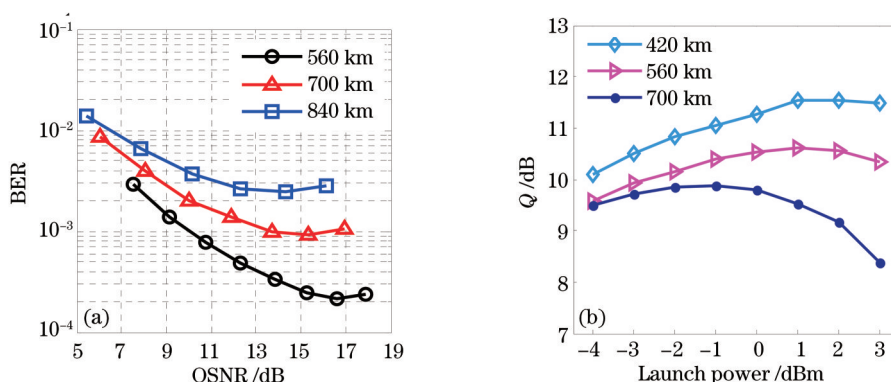 10⁻¹
10⁻²
10⁻³
10⁻⁴
BER
560 km
700 km
840 km
(a)
5 7 9 11 13 15 17 19
OSNR /dB
13
12
11
10
9
8
7
Q /dB
420 km
560 km
700 km
(b)
−4 −3 −2 −1 0 1 2 3
Launch power /dBm